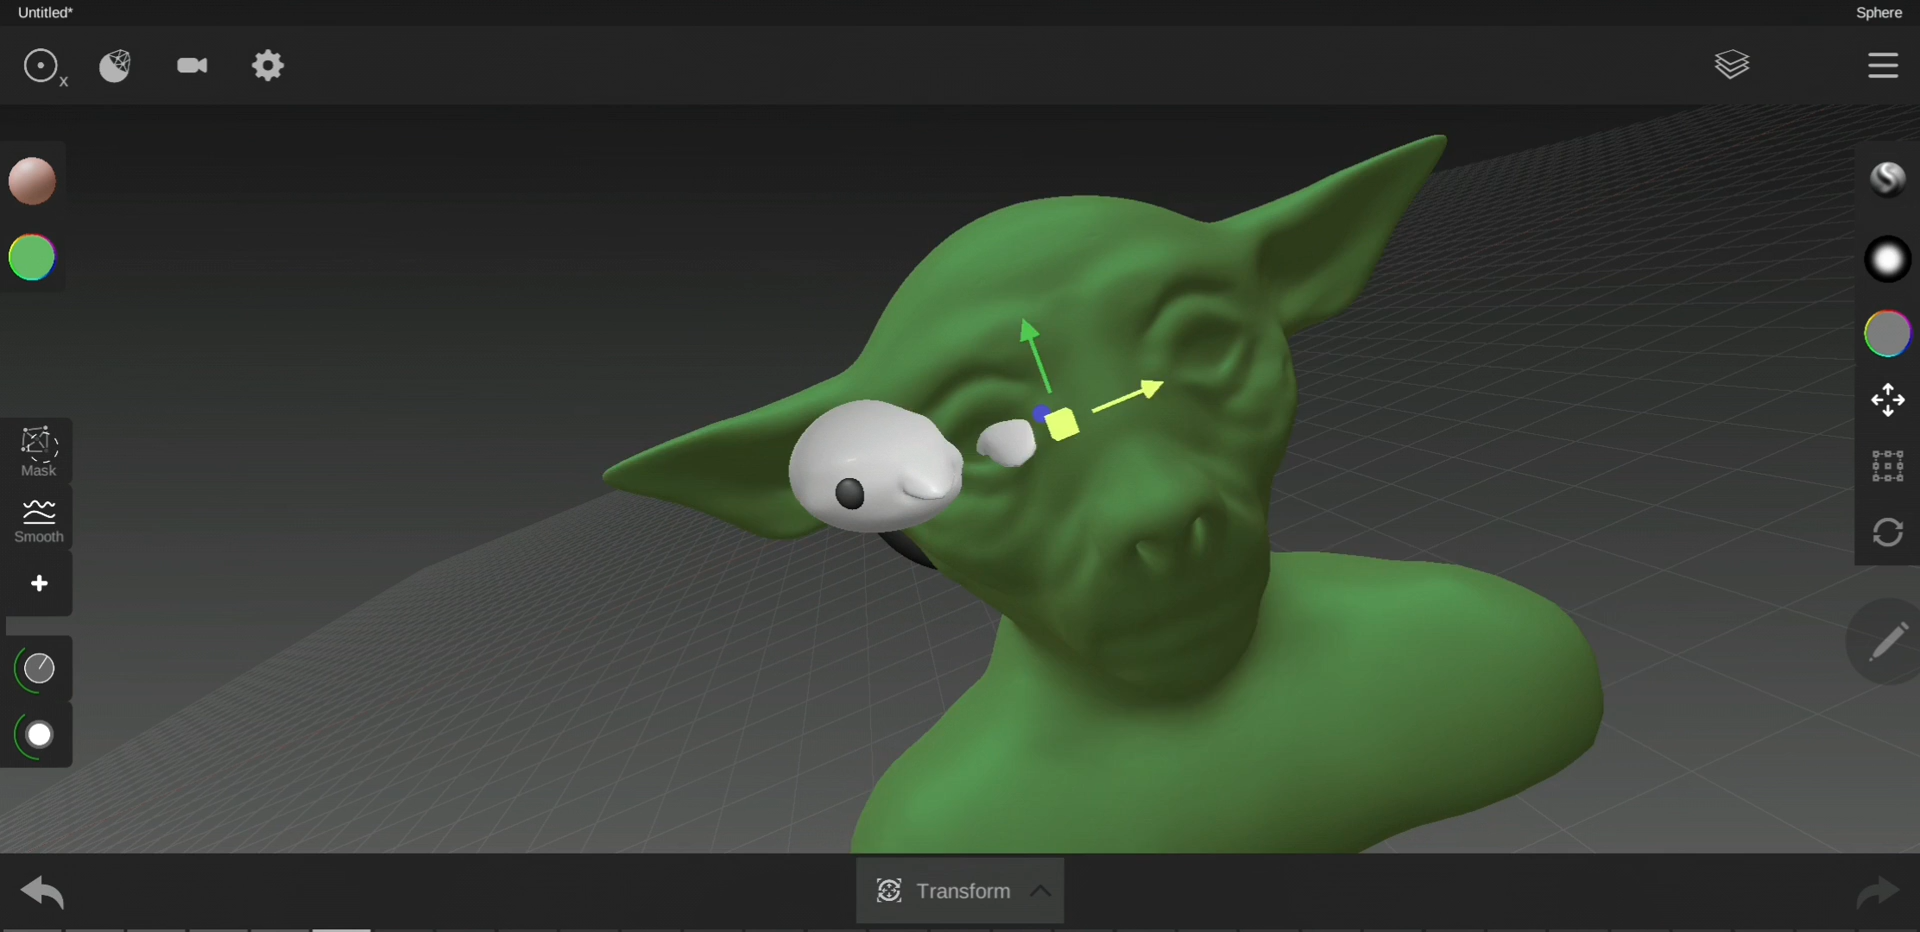 Untitled*
Sphere
x
Mask
Smooth
Transform